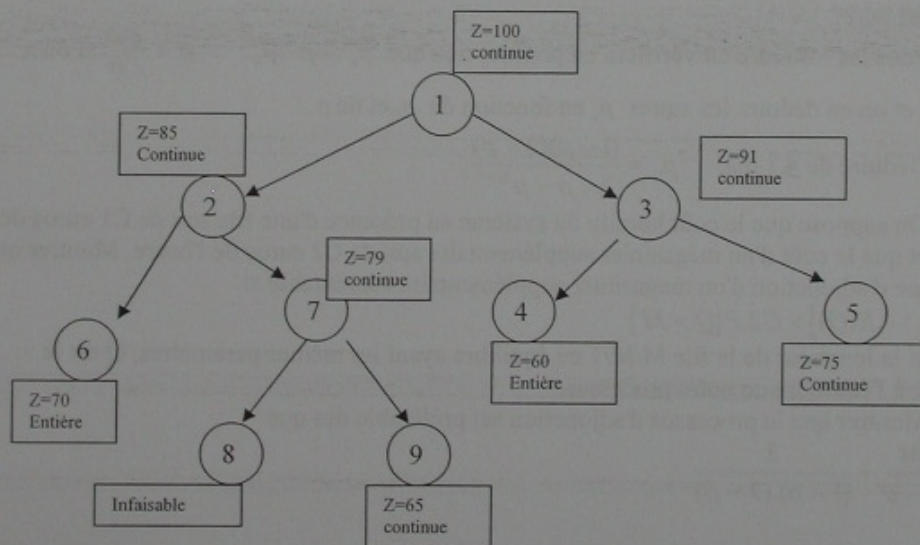 Z=100
continue
1
Z=85
Continue
Z=91
continue
2
3
Z=79
continue
7
4
5
6
Z=60
Entière
Z=75
Continue
Z=70
Entière
8
9
Infaisable
Z=65
continue